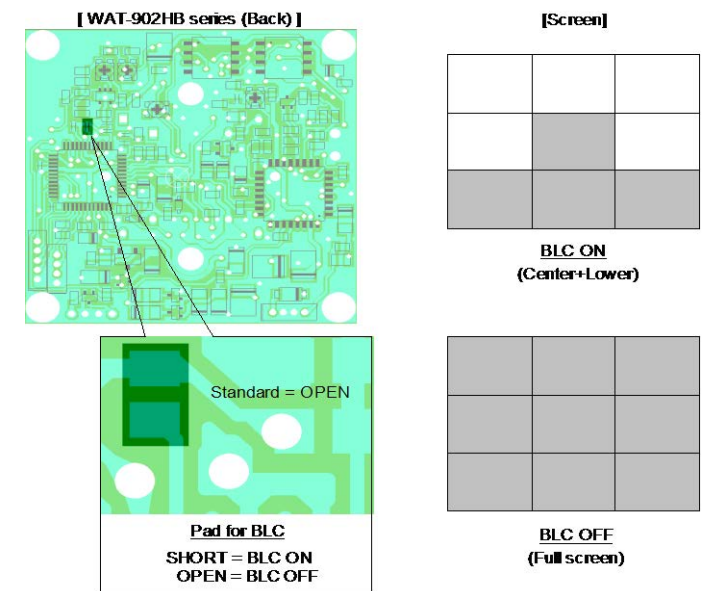 [ WAT-902HB series (Back) ]
[Screen]
BLC ON
(Center+Lower)
Standard = OPEN
Pad for BLC
SHORT = BLC ON
OPEN = BLC OFF
BLC OFF
(Full screen)